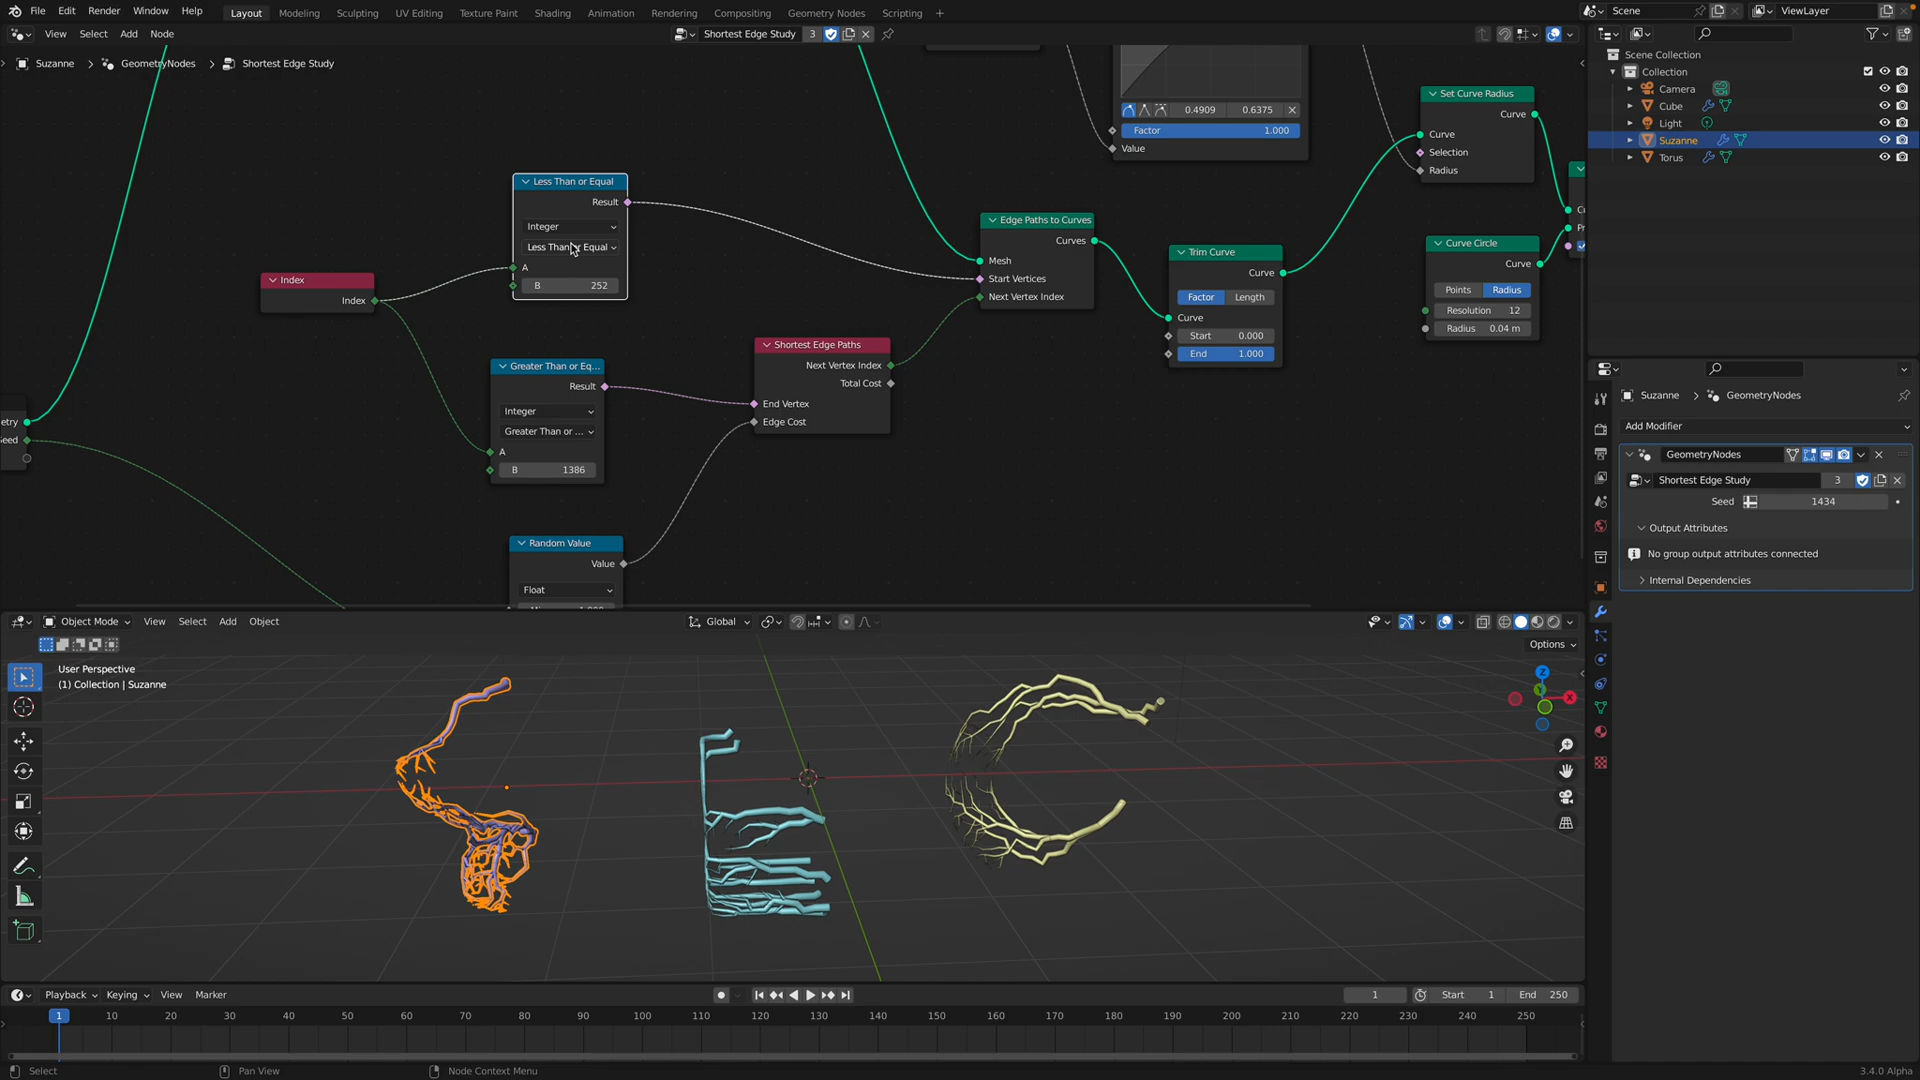 File Edit Render Window Help Layout Modeling Sculpting UV Editing Texture Paint Shading Animation Rendering Compositing Geometry Nodes Scripting + Scene ViewLayer
View Select Add Node Shortest Edge Study 3
Suzanne > GeometryNodes > Shortest Edge Study
Less Than or Equal
Result
Integer
Less Than or Equal
A
B 252
Index
Index
Greater Than or Eq...
Result
Integer
Greater Than or ...
A
B 1386
etry
Seed
Random Value
Value
Float
Shortest Edge Paths
Next Vertex Index
Total Cost
End Vertex
Edge Cost
Edge Paths to Curves
Curves
Mesh
Start Vertices
Next Vertex Index
0.4909 0.6375
Factor 1.000
Value
Trim Curve
Curve
Factor Length
Curve
Start 0.000
End 1.000
Set Curve Radius
Curve
Curve
Selection
Radius
Curve Circle
Curve
Points Radius
Resolution 12
Radius 0.04 m
Scene Collection
Collection
Camera
Cube
Light
Suzanne
Torus
Suzanne > GeometryNodes
Add Modifier
GeometryNodes
Shortest Edge Study 3
Seed 1434
Output Attributes
No group output attributes connected
Internal Dependencies
Object Mode View Select Add Object Global
Options
User Perspective
(1) Collection | Suzanne
Z
Y
X
Playback Keying View Marker 1 Start 1 End 250
1 10 20 30 40 50 60 70 80 90 100 110 120 130 140 150 160 170 180 190 200 210 220 230 240 250
Select Pan View Node Context Menu 3.4.0 Alpha